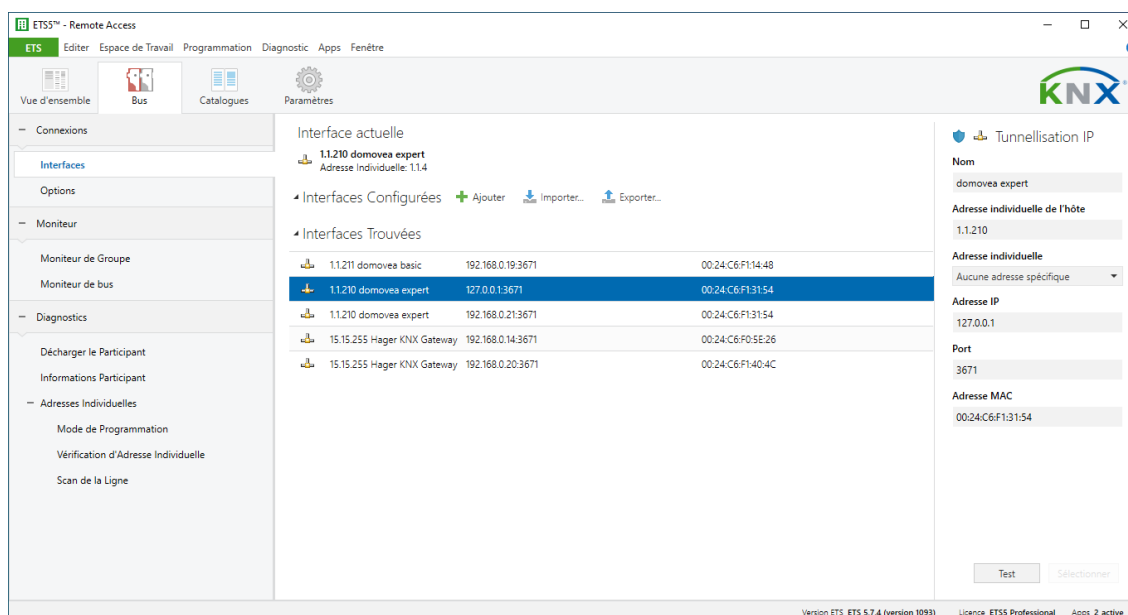 ETS5™ - Remote Access
ETS Editer Espace de Travail Programmation Diagnostic Apps Fenêtre
Vue d'ensemble Bus Catalogues Paramètres
KNX
Connexions
Interfaces
Options
Moniteur
Moniteur de Groupe
Moniteur de bus
Diagnostics
Décharger le Participant
Informations Participant
Adresses Individuelles
Mode de Programmation
Vérification d'Adresse Individuelle
Scan de la Ligne
Interface actuelle
1.1.210 domovea expert
Adresse Individuelle: 1.1.4
Interfaces Configurées Ajouter Importer... Exporter...
Interfaces Trouvées
1.1.211 domovea basic 192.168.0.19:3671 00:24:C6:F1:14:48
1.1.210 domovea expert 127.0.0.1:3671 00:24:C6:F1:31:54
1.1.210 domovea expert 192.168.0.21:3671 00:24:C6:F1:31:54
15.15.255 Hager KNX Gateway 192.168.0.14:3671 00:24:C6:F0:5E:26
15.15.255 Hager KNX Gateway 192.168.0.20:3671 00:24:C6:F1:40:4C
Tunnellisation IP
Nom
domovea expert
Adresse individuelle de l'hôte
1.1.210
Adresse individuelle
Aucune adresse spécifique
Adresse IP
127.0.0.1
Port
3671
Adresse MAC
00:24:C6:F1:31:54
Test Sélectionner
Version ETS ETS 5.7.4 (version 1093) Licence ETS5 Professional Apps 2 active